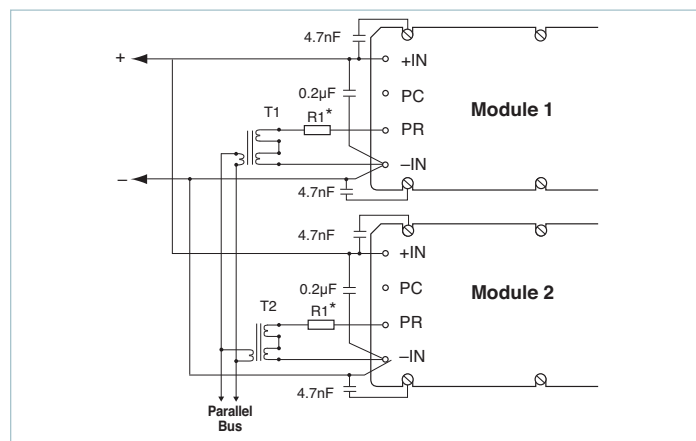 4.7nF
+
+IN
0.2µF
PC
Module 1
T1
R1*
PR
–IN
–
4.7nF
4.7nF
+IN
0.2µF
PC
Module 2
T2
R1*
PR
–IN
4.7nF
Parallel
Bus